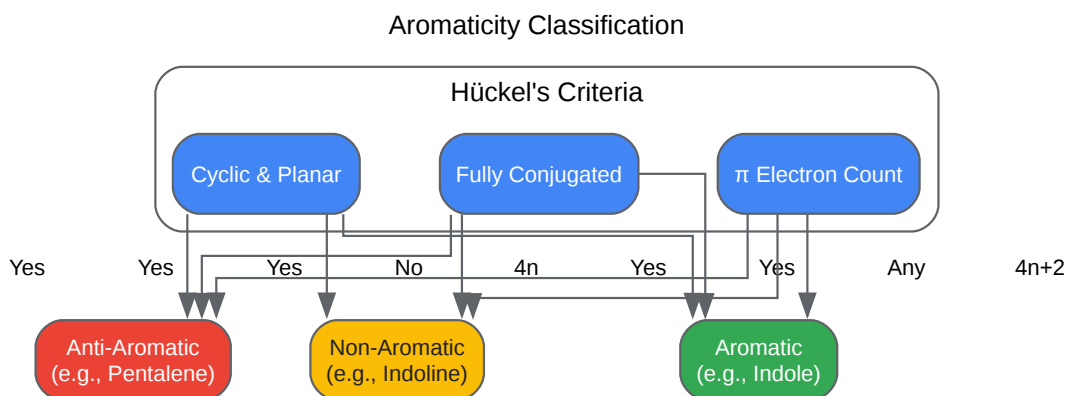 Aromaticity Classification
Hückel's Criteria
Cyclic & Planar
Fully Conjugated
π Electron Count
Yes
Yes
Yes
No
4n
Yes
Yes
Any
4n+2
Anti-Aromatic
(e.g., Pentalene)
Non-Aromatic
(e.g., Indoline)
Aromatic
(e.g., Indole)